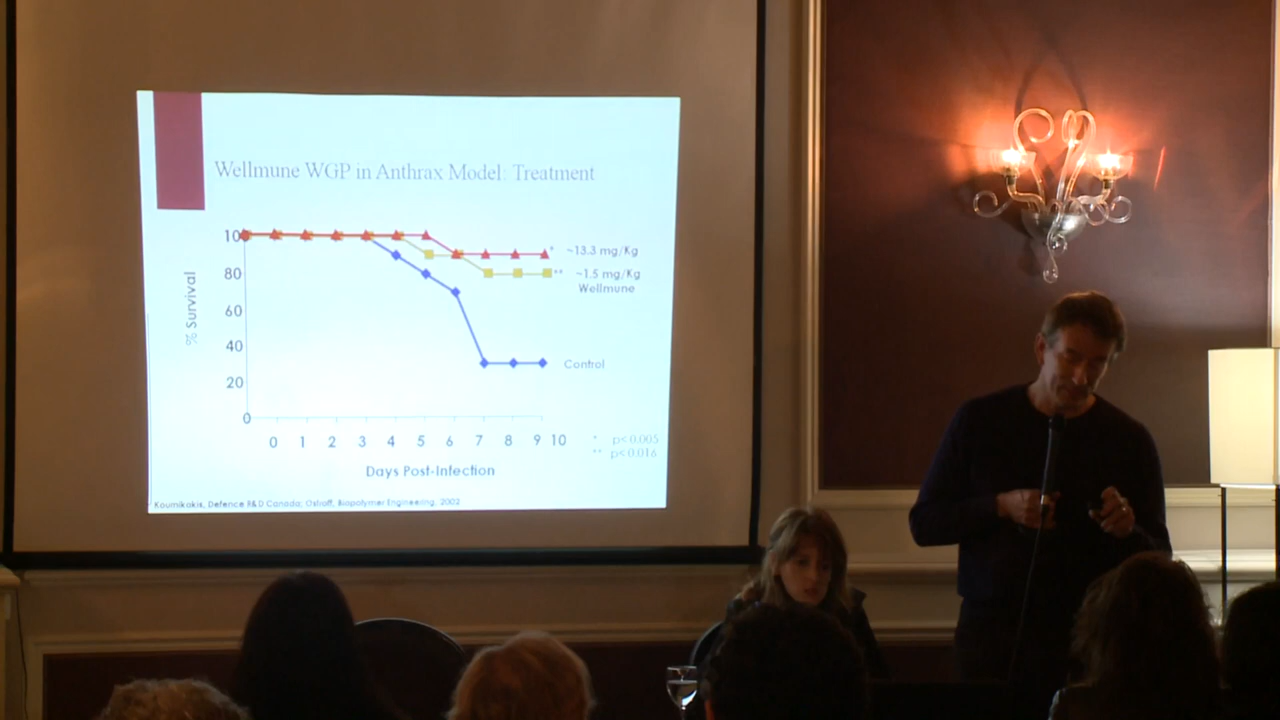 Wellmune WGP in Anthrax Model: Treatment
% Survival
10
80
60
40
20
0
0 1 2 3 4 5 6 7 8 9 10
Days Post-Infection
* ~13.3 mg/Kg
** ~1.5 mg/Kg
Wellmune
Control
* p<0.005
** p<0.016
Koumikakis, Defence R&D Canada; Ostroff, Biopolymer Engineering, 2002